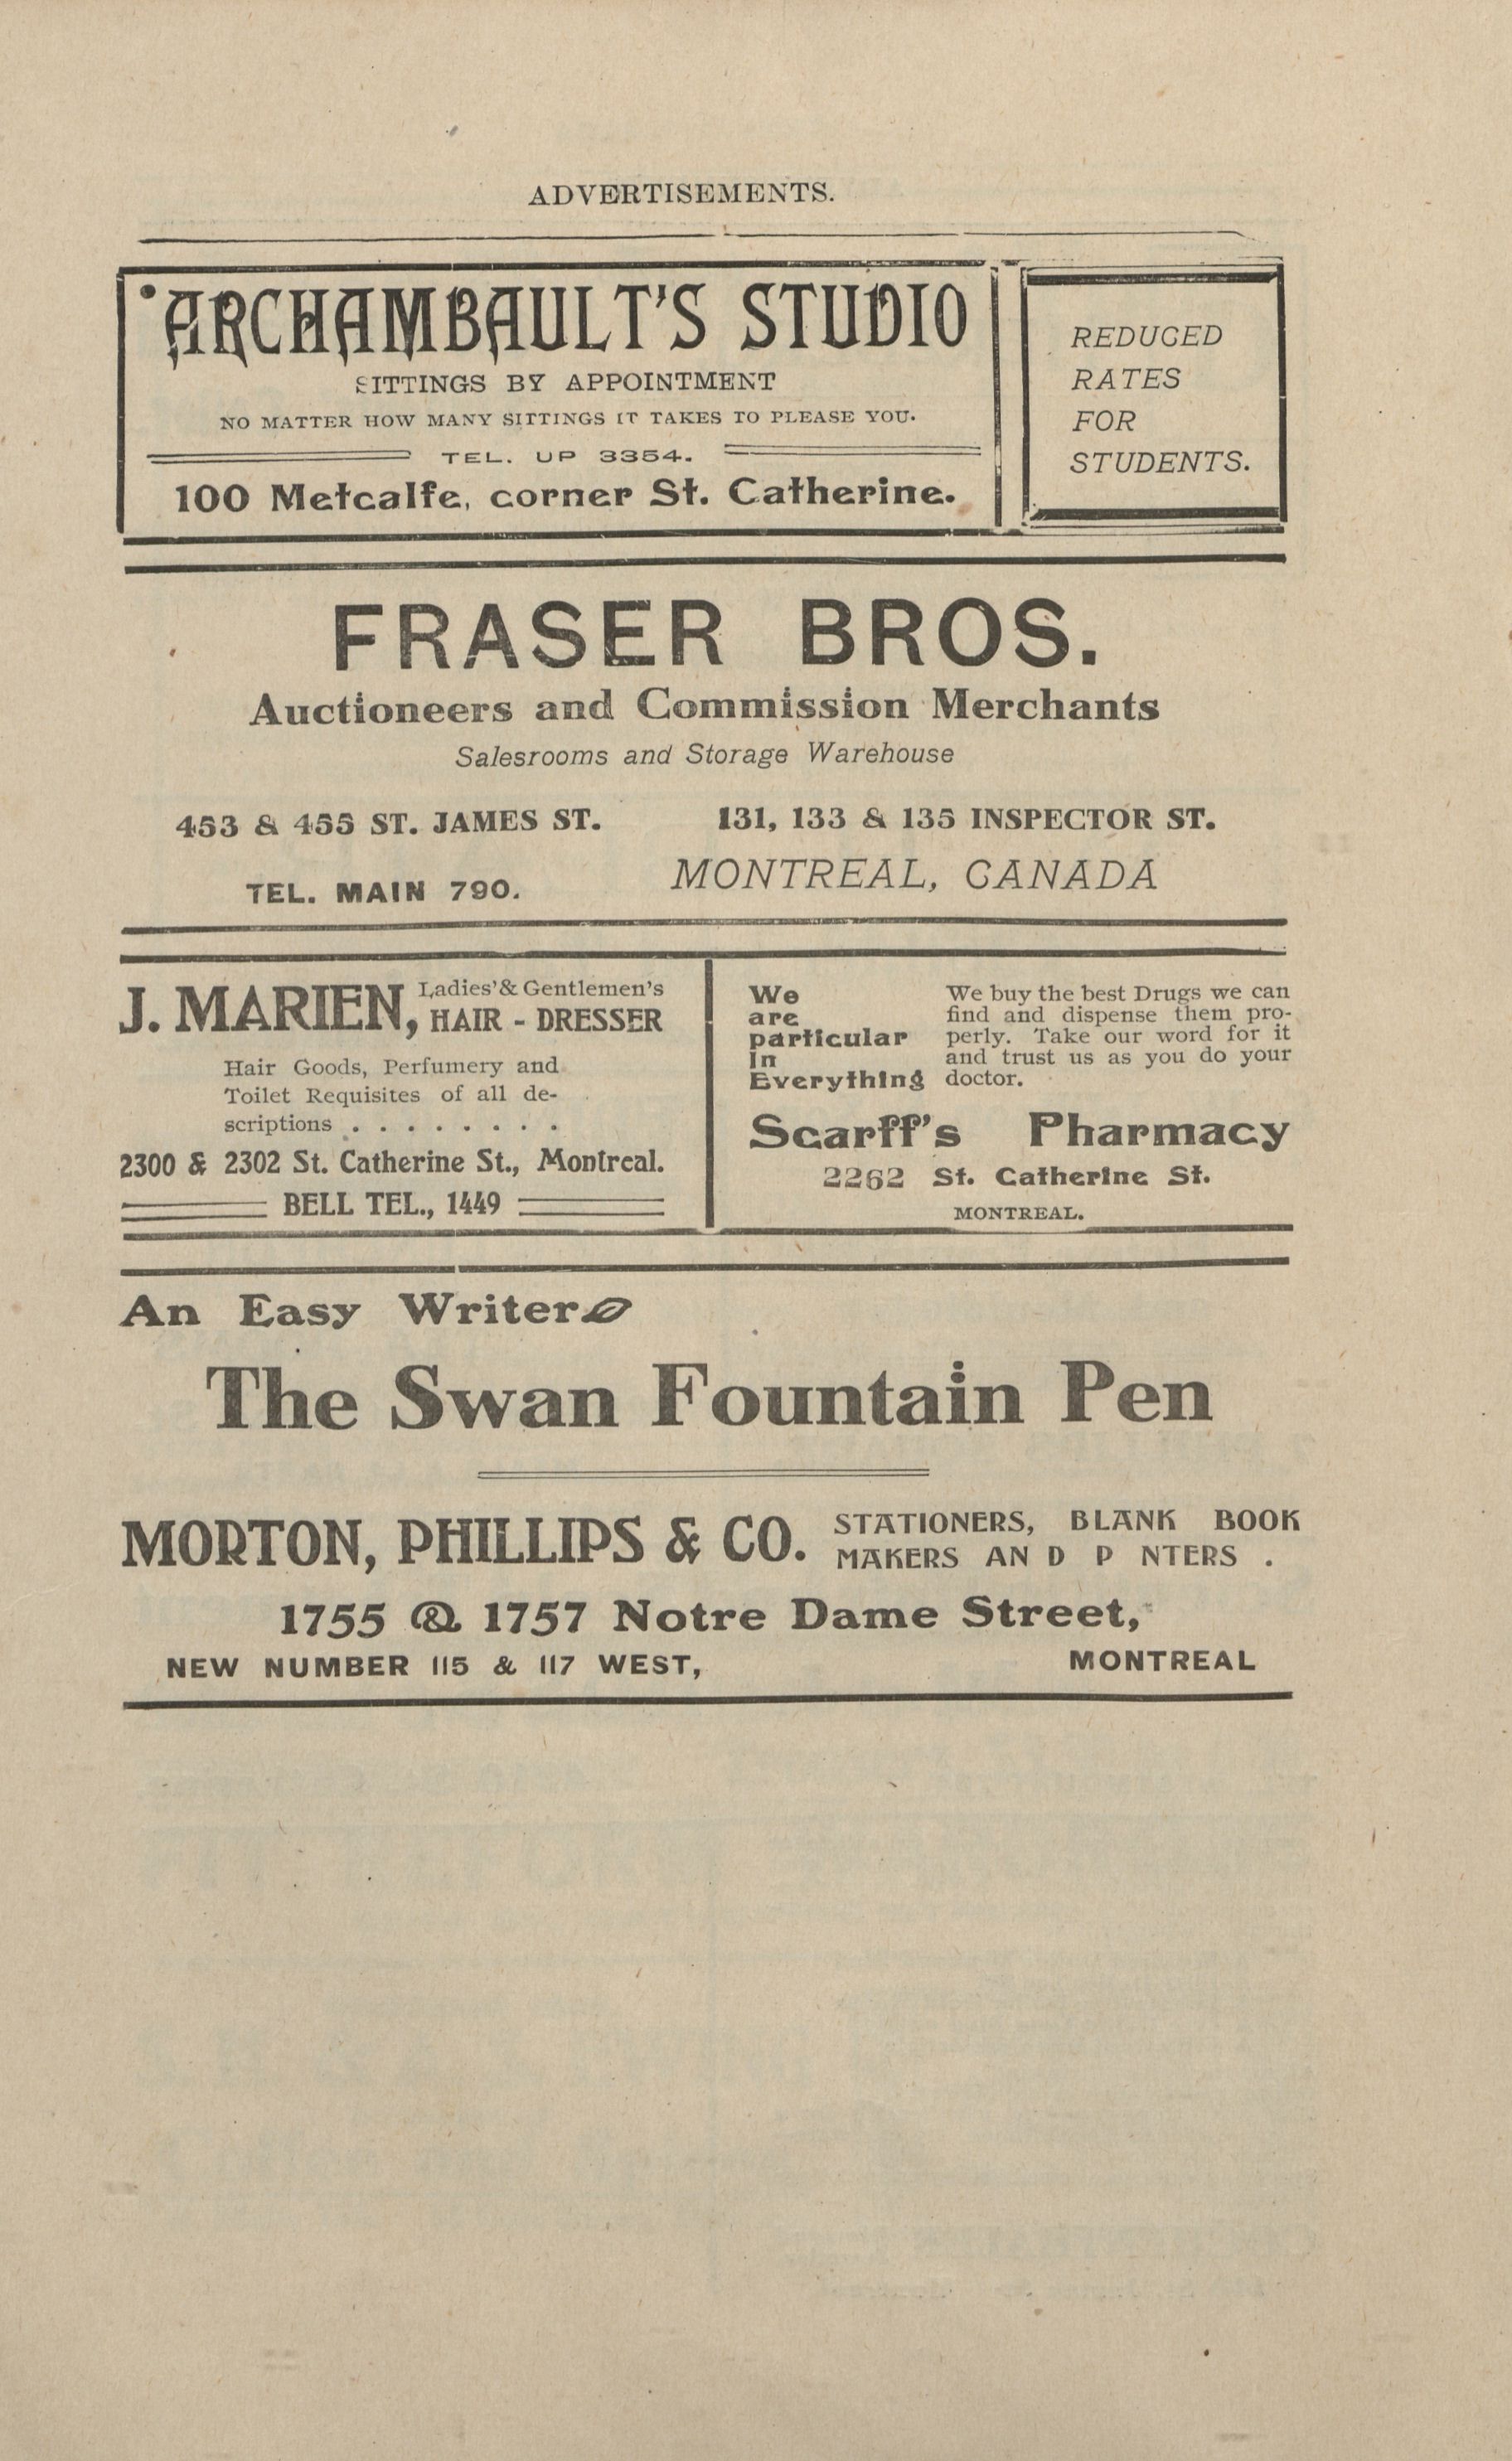 ADVERTISEMENTS.
ARCHAMBAULT'S STUDIO
SITTINGS BY APPOINTMENT
NO MATTER HOW MANY SITTINGS IT TAKES TO PLEASE YOU.
TEL. UP 3354.
100 Metcalfe, corner St. Catherine.
REDUCED
RATES
FOR
STUDENTS.
FRASER BROS.
Auctioneers and Commission Merchants
Salesrooms and Storage Warehouse
453 & 455 ST. JAMES ST.
131, 133 & 135 INSPECTOR ST.
TEL. MAIN 790.
MONTREAL, CANADA
J. MARIEN, Ladies' & Gentlemen's
HAIR - DRESSER
Hair Goods, Perfumery and
Toilet Requisites of all de-
scriptions . . . . . . . .
2300 & 2302 St. Catherine St., Montreal.
BELL TEL., 1449
We
are
particular
In
Everything
We buy the best Drugs we can
find and dispense them pro-
perly. Take our word for it
and trust us as you do your
doctor.
Scarff's Pharmacy
2262 St. Catherine St.
MONTREAL.
An Easy Writer
The Swan Fountain Pen
MORTON, PHILLIPS & CO.
STATIONERS, BLANK BOOK
MAKERS AN D P NTERS .
1755 & 1757 Notre Dame Street,
NEW NUMBER 115 & 117 WEST,
MONTREAL